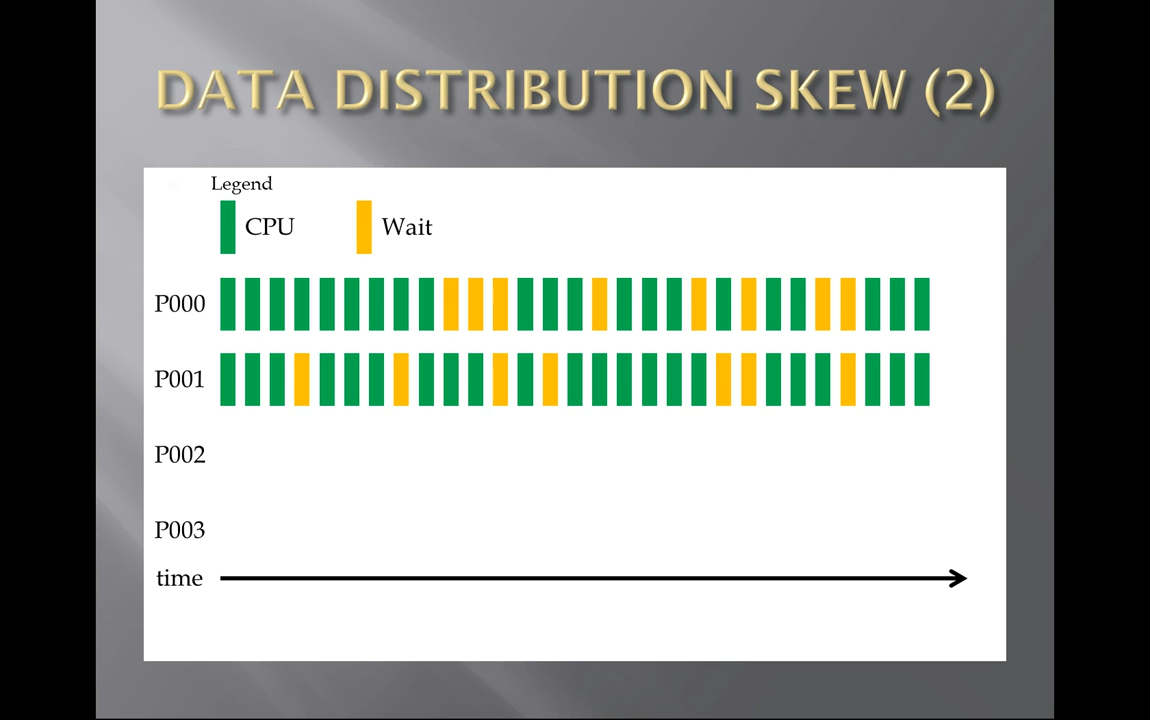 DATA DISTRIBUTION SKEW (2)
Legend
CPU Wait
P000
P001
P002
P003
time